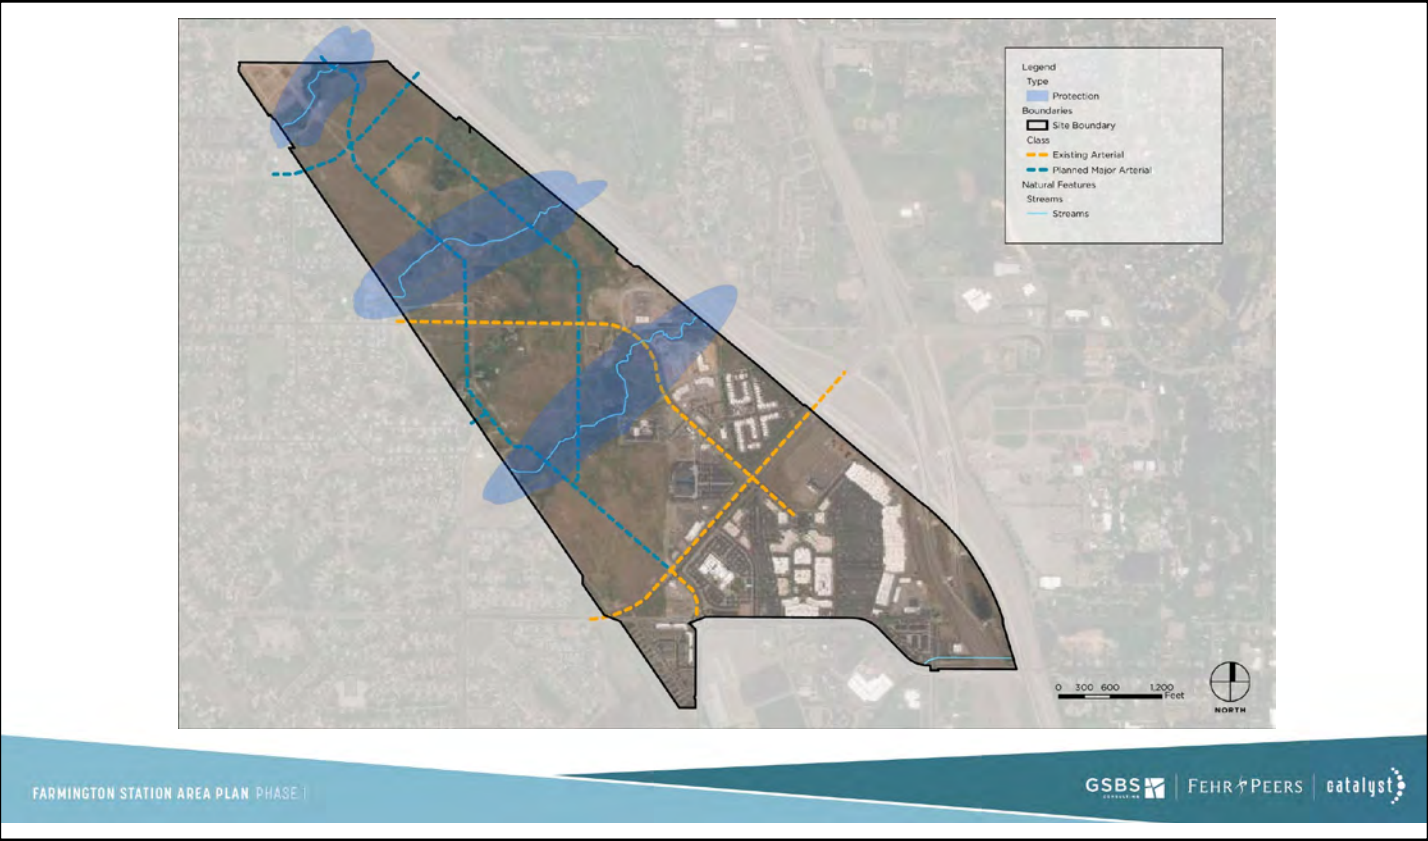 Legend
Type
Protection
Boundaries
Site Boundary
Class
Existing Arterial
Planned Major Arterial
Natural Features
Streams
Streams
0 300 600 1,200
Feet
NORTH
FARMINGTON STATION AREA PLAN PHASE I
GSBS
CONSULTING
FEHR PEERS
catalyst